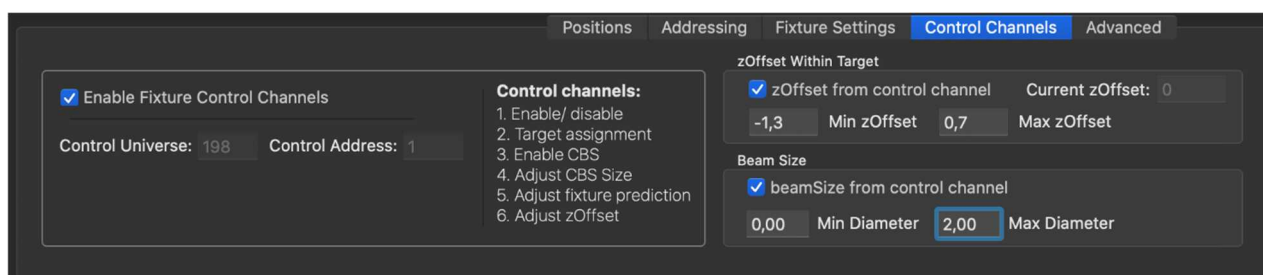 Positions Addressing Fixture Settings Control Channels Advanced
Enable Fixture Control Channels
Control Universe: 198 Control Address: 1
Control channels:
1. Enable/ disable
2. Target assignment
3. Enable CBS
4. Adjust CBS Size
5. Adjust fixture prediction
6. Adjust zOffset
zOffset Within Target
zOffset from control channel Current zOffset: 0
-1,3 Min zOffset 0,7 Max zOffset
Beam Size
beamSize from control channel
0,00 Min Diameter 2,00 Max Diameter